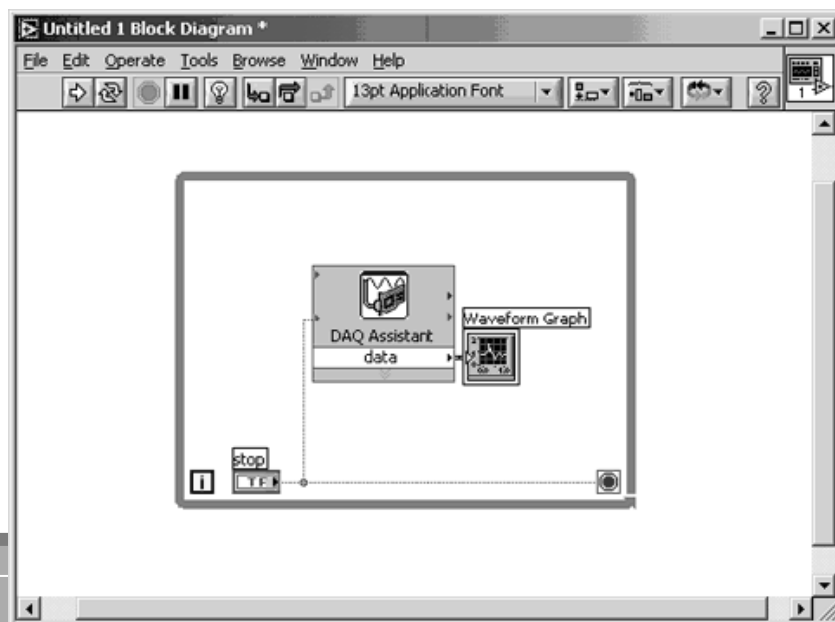 Untitled 1 Block Diagram *
File Edit Operate Tools Browse Window Help
13pt Application Font
1
Waveform Graph
DAQ Assistant
data
stop
i
TF